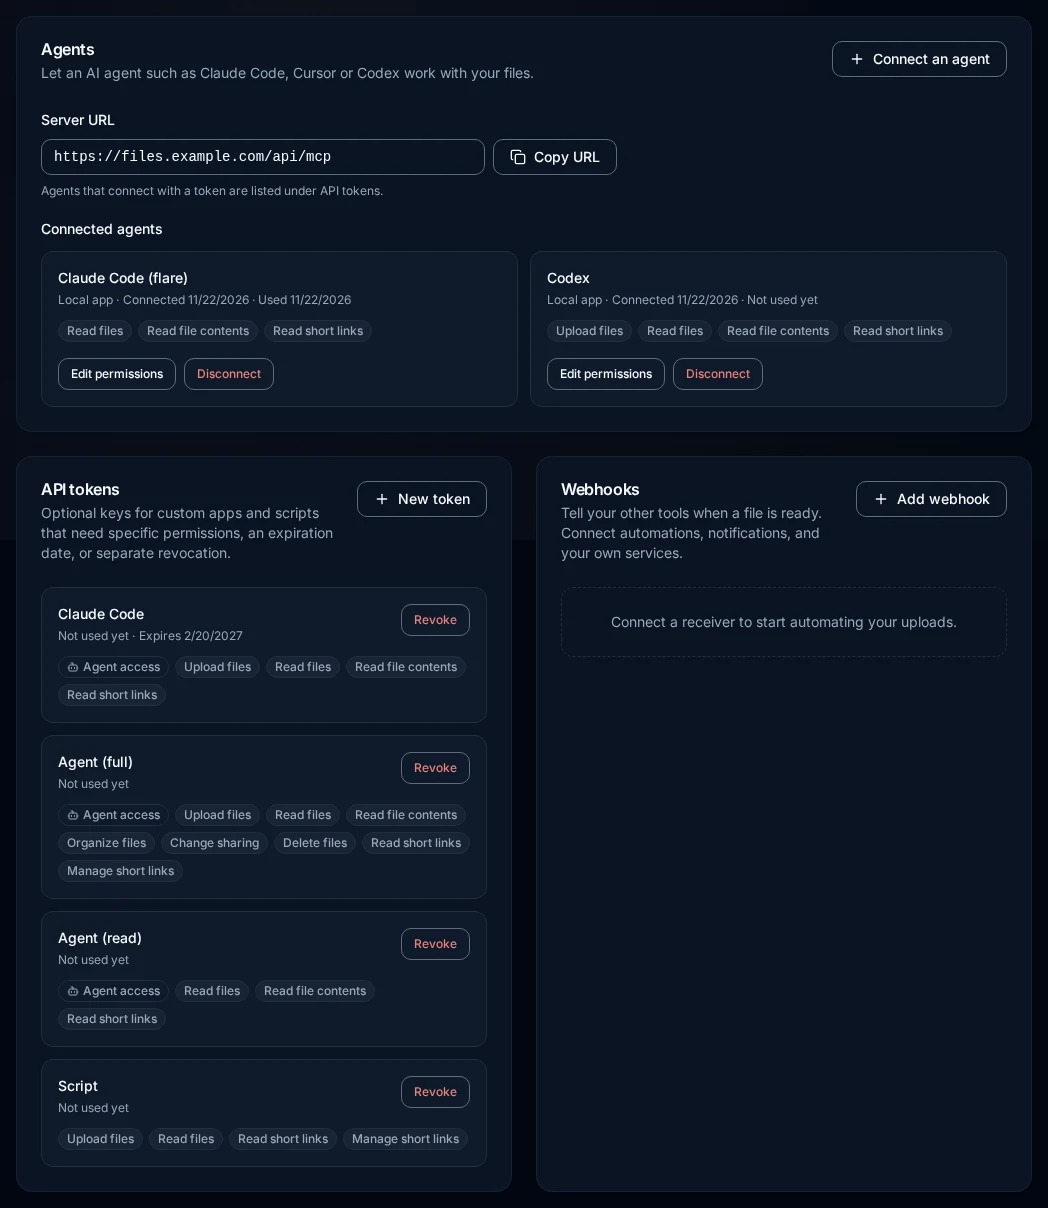 Agents
Let an AI agent such as Claude Code, Cursor or Codex work with your files.
Connect an agent
Server URL
https://files.example.com/api/mcp
Copy URL
Agents that connect with a token are listed under API tokens.
Connected agents
Claude Code (flare)
Local app · Connected 11/22/2026 · Used 11/22/2026
Read files
Read file contents
Read short links
Edit permissions
Disconnect
Codex
Local app · Connected 11/22/2026 · Not used yet
Upload files
Read files
Read file contents
Read short links
Edit permissions
Disconnect
API tokens
Optional keys for custom apps and scripts
that need specific permissions, an expiration
date, or separate revocation.
New token
Claude Code
Not used yet · Expires 2/20/2027
Revoke
Agent access
Upload files
Read files
Read file contents
Read short links
Agent (full)
Not used yet
Revoke
Agent access
Upload files
Read files
Read file contents
Organize files
Change sharing
Delete files
Read short links
Manage short links
Agent (read)
Not used yet
Revoke
Agent access
Read files
Read file contents
Read short links
Script
Not used yet
Revoke
Upload files
Read files
Read short links
Manage short links
Webhooks
Tell your other tools when a file is ready.
Connect automations, notifications, and
your own services.
Add webhook
Connect a receiver to start automating your uploads.